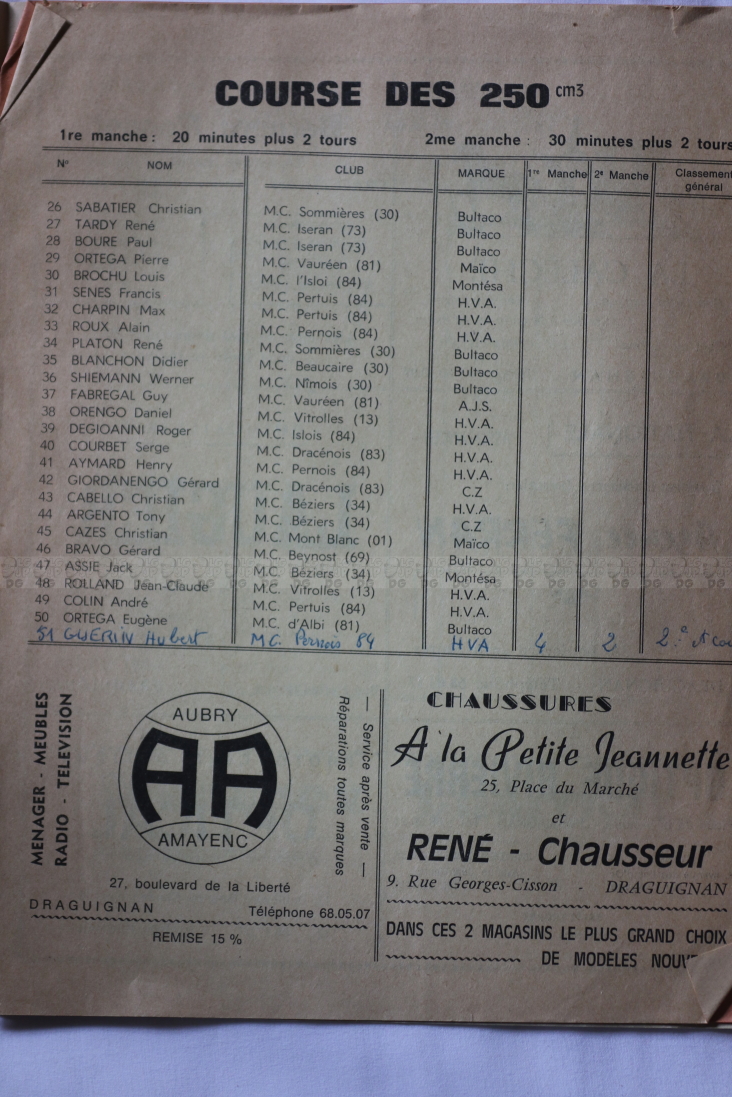 COURSE DES 250 cm3
1re manche : 20 minutes plus 2 tours 2me manche : 30 minutes plus 2 tours
N° NOM CLUB MARQUE 1re Manche 2e Manche Classement général
26 SABATIER Christian M.C. Sommières (30) Bultaco
27 TARDY René M.C. Iseran (73) Bultaco
28 BOURE Paul M.C. Iseran (73) Bultaco
29 ORTEGA Pierre M.C. Vauréen (81) Maïco
30 BROCHU Louis M.C. l'Isloi (84) Montésa
31 SENES Francis M.C. Pertuis (84) H.V.A.
32 CHARPIN Max M.C. Pertuis (84) H.V.A.
33 ROUX Alain M.C. Pernois (84) H.V.A.
34 PLATON René M.C. Sommières (30) Bultaco
35 BLANCHON Didier M.C. Beaucaire (30) Bultaco
36 SHIEMANN Werner M.C. Nîmois (30) Bultaco
37 FABREGAL Guy M.C. Vauréen (81) A.J.S.
38 ORENGO Daniel M.C. Vitrolles (13) H.V.A.
39 DEGIOANNI Roger M.C. Islois (84) H.V.A.
40 COURBET Serge M.C. Dracénois (83) H.V.A.
41 AYMARD Henry M.C. Pernois (84) H.V.A.
42 GIORDANENGO Gérard M.C. Dracénois (83) C.Z
43 CABELLO Christian M.C. Béziers (34) H.V.A.
44 ARGENTO Tony M.C. Béziers (34) C.Z
45 CAZES Christian M.C. Mont Blanc (01) Maïco
46 BRAVO Gérard M.C. Beynost (69) Bultaco
47 ASSIE Jack M.C. Béziers (34) Montésa
48 ROLLAND Jean-Claude M.C. Vitrolles (13) H.V.A.
49 COLIN André M.C. Pertuis (84) H.V.A.
50 ORTEGA Eugène M.C. d'Albi (81) Bultaco
51 GUERIN Hubert M.C. Pernois 84 HVA 4 2 2
MENAGER - MEUBLES
RADIO - TELEVISION
AUBRY
AA
AMAYENC
— Service après vente —
Réparations toutes marques
27, boulevard de la Liberté
DRAGUIGNAN Téléphone 68.05.07
REMISE 15 %
CHAUSSURES
A la Petite Jeannette
25, Place du Marché
et
RENÉ - Chausseur
9. Rue Georges-Cisson - DRAGUIGNAN
DANS CES 2 MAGASINS LE PLUS GRAND CHOIX
DE MODÈLES